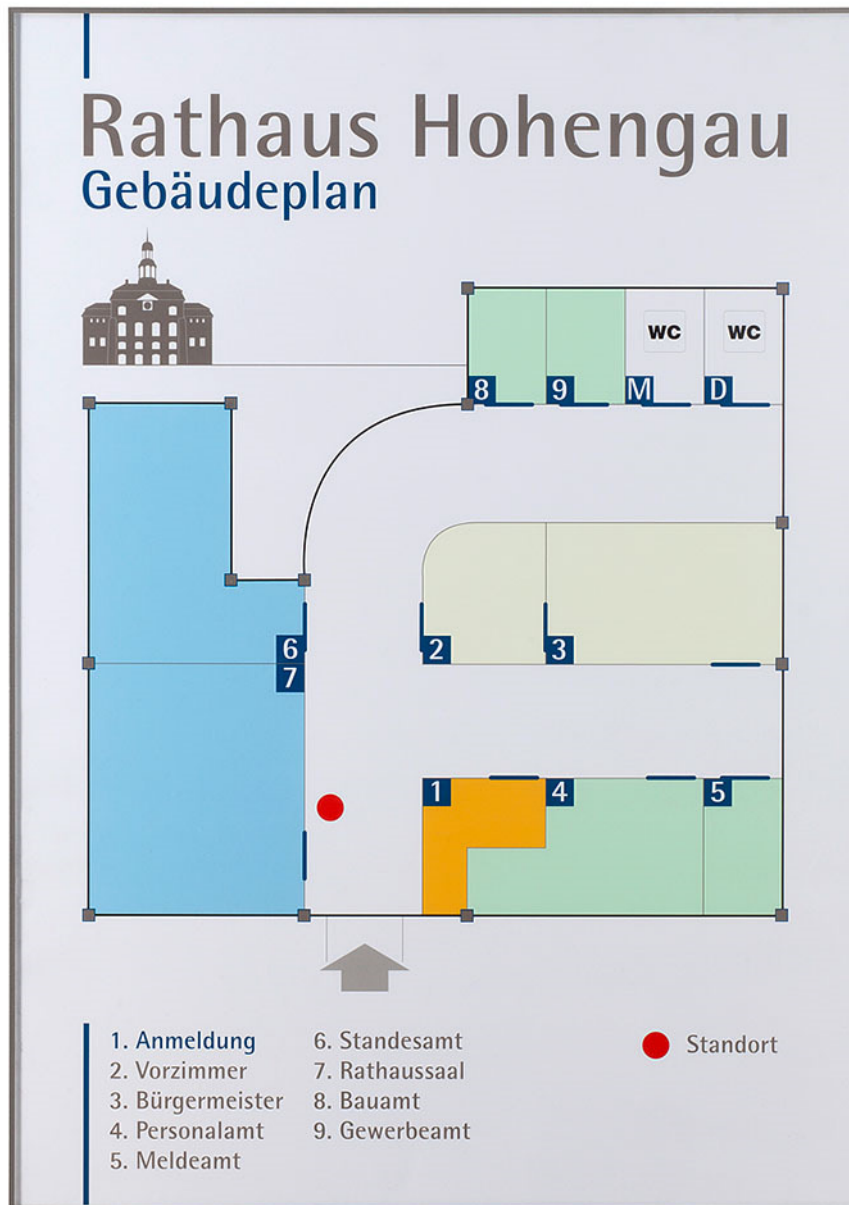 Rathaus Hohengau
Gebäudeplan
WC WC
8 9 M D
6 2 3
7
1 4 5
1. Anmeldung
2. Vorzimmer
3. Bürgermeister
4. Personalamt
5. Meldeamt
6. Standesamt
7. Rathaussaal
8. Bauamt
9. Gewerbeamt
Standort